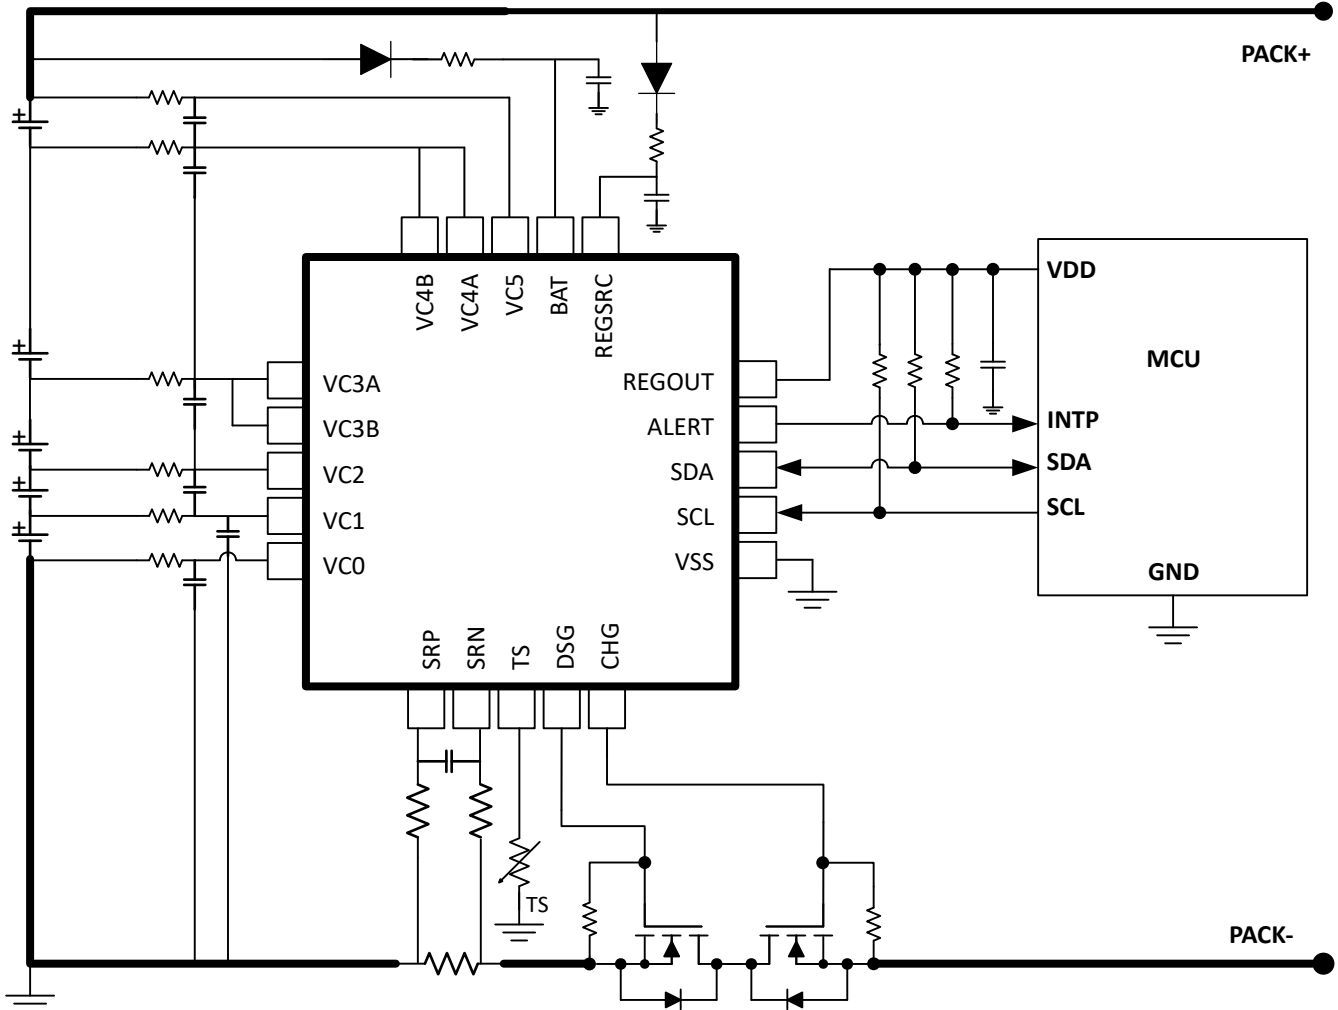 PACK+
VC4B
VC4A
VC5
BAT
REGSRC
VC3A
VC3B
VC2
VC1
VC0
REGOUT
ALERT
SDA
SCL
VSS
SRP
SRN
TS
DSG
CHG
VDD
MCU
INTP
SDA
SCL
GND
TS
PACK-
+
+
+
+
+